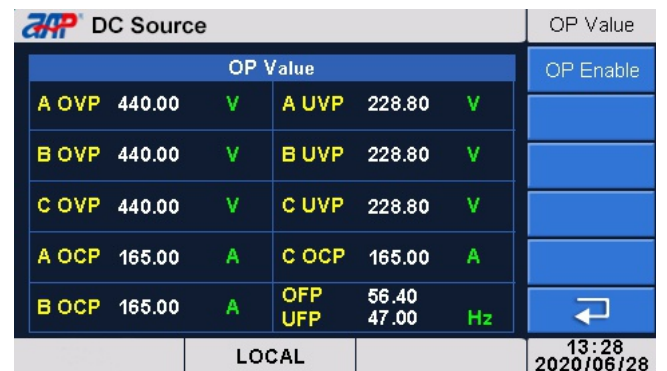 AAP DC Source
OP Value
OP Value
OP Enable
A OVP 440.00 V A UVP 228.80 V
B OVP 440.00 V B UVP 228.80 V
C OVP 440.00 V C UVP 228.80 V
A OCP 165.00 A C OCP 165.00 A
B OCP 165.00 A OFP 56.40
UFP 47.00 Hz
LOCAL
13:28
2020/06/28